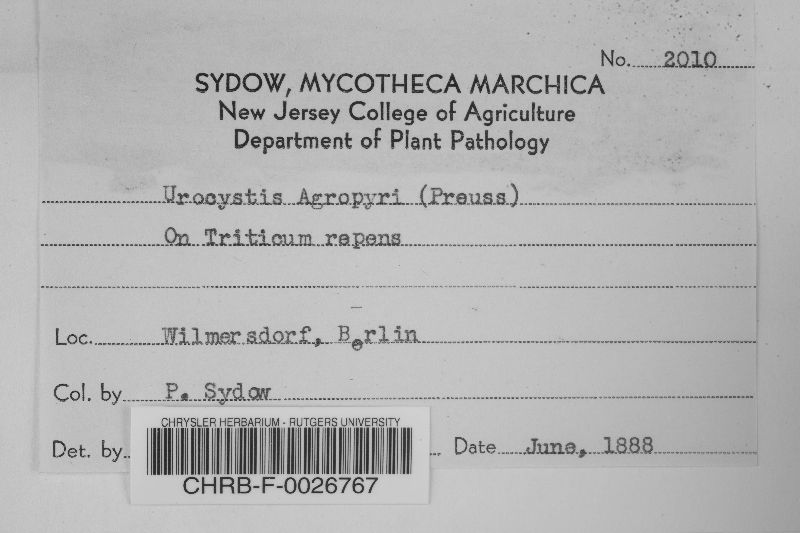 No. 2010
SYDOW, MYCOTHECA MARCHICA
New Jersey College of Agriculture
Department of Plant Pathology
Urocystis Agropyri (Preuss)
On Triticum repens
Loc. Wilmersdorf, Berlin
Col. by P. Sydow
Det. by Date June, 1888
CHRYSLER HERBARIUM - RUTGERS UNIVERSITY
CHRB-F-0026767